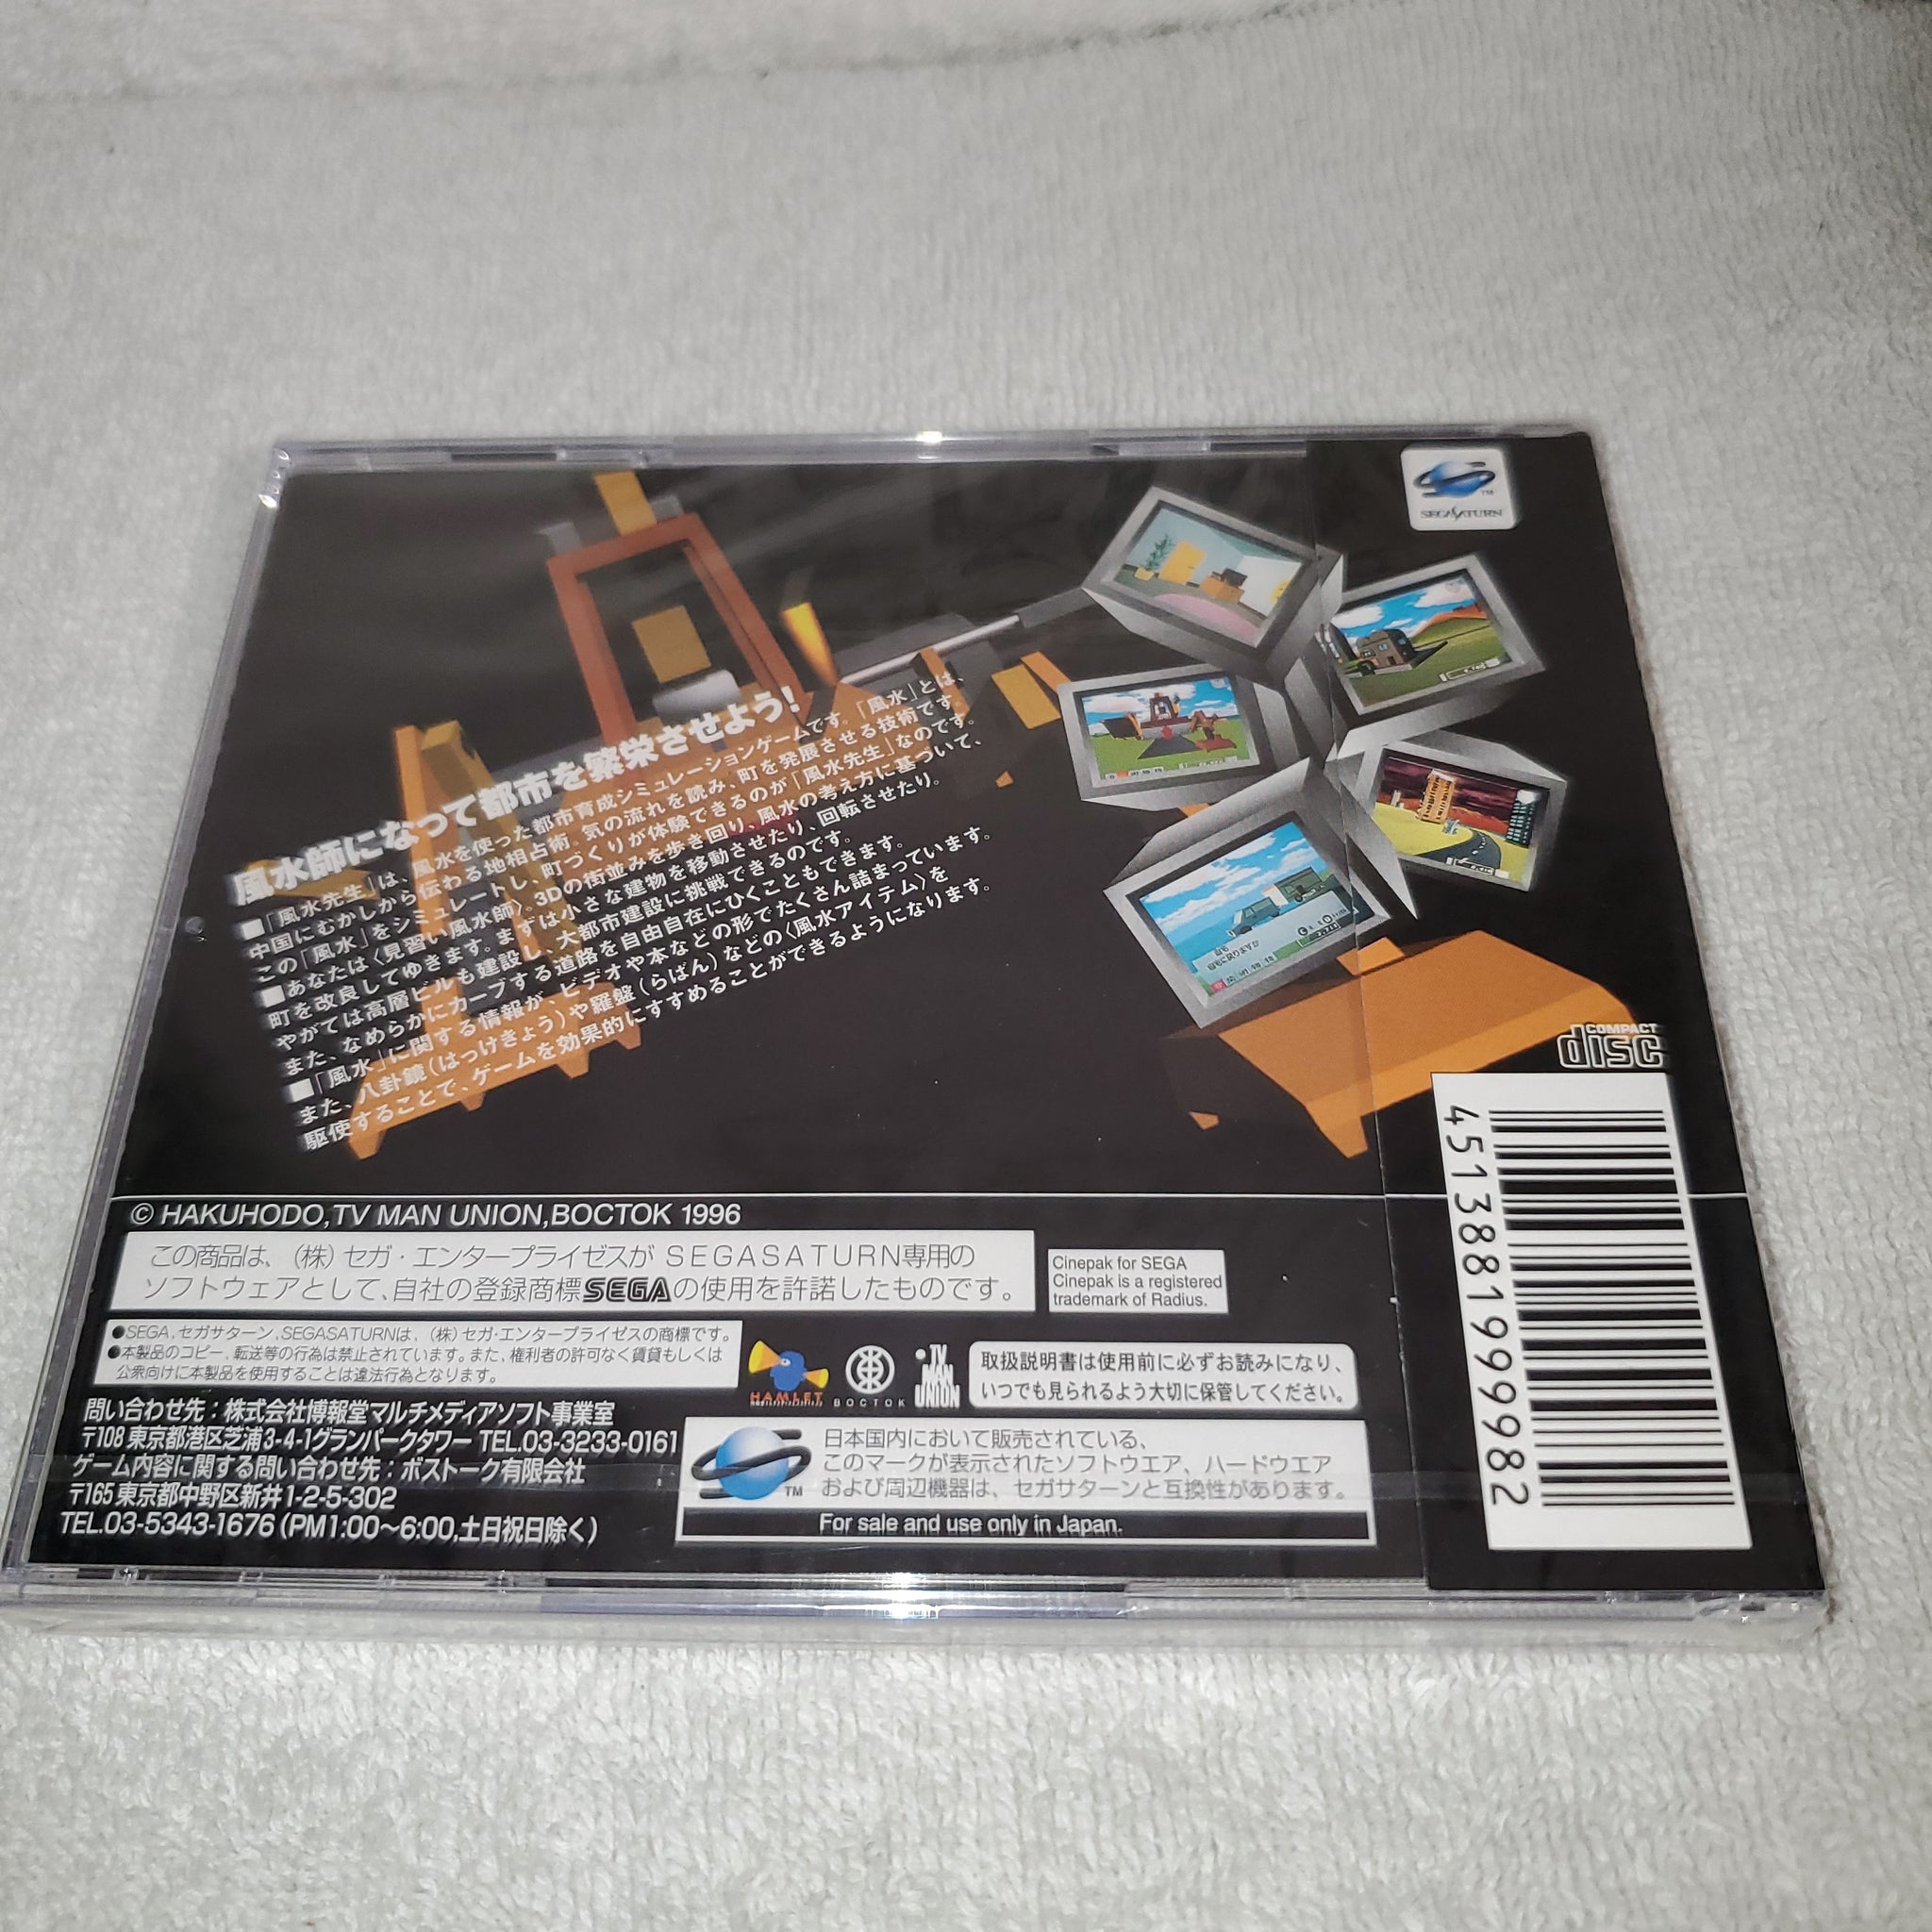 SEGA SATURN
TM
風水師になって都市を繁栄させよう!
■「風水先生」は、風水を使った都市育成シミュレーションゲームです。「風水」とは、
中国にむかしから伝わる地相占術。気の流れを読み、町を発展させる技術です。
この「風水」をシミュレートし、町づくりが体験できるのが「風水先生」なのです。
■あなたは〈見習い風水師〉。3Dの街並みを歩き回り、風水の考え方に基づいて、
町を改良してゆきます。まずは小さな建物を移動させたり、回転させたり。
やがては高層ビルも建設し、大都市建設に挑戦できるのです。
また、なめらかにカーブする道路を自由自在にひくこともできます。
■「風水」に関する情報が、ビデオや本などの形でたくさん詰まっています。
また、八卦鏡(はっけきょう)や羅盤(らばん)などの〈風水アイテム〉を
駆使することで、ゲームを効果的にすすめることができるようになります。
COMPACT
disc
4513881999982
© HAKUHODO,TV MAN UNION,BOCTOK 1996
この商品は、(株)セガ・エンタープライゼスがSEGASATURN専用の
ソフトウェアとして、自社の登録商標SEGAの使用を許諾したものです。
Cinepak for SEGA
Cinepak is a registered
trademark of Radius.
●SEGA,セガサターン,SEGASATURNは、(株)セガ・エンタープライゼスの商標です。
●本製品のコピー、転送等の行為は禁止されています。また、権利者の許可なく賃貸もしくは
公衆向けに本製品を使用することは違法行為となります。
HAMLET
BOCTOK
TV
MAN
UNION
取扱説明書は使用前に必ずお読みになり、
いつでも見られるよう大切に保管してください。
問い合わせ先：株式会社博報堂マルチメディアソフト事業室
〒108 東京都港区芝浦3-4-1グランパークタワー TEL.03-3233-0161
ゲーム内容に関する問い合わせ先：ボストーク有限会社
〒165 東京都中野区新井1-2-5-302
TEL.03-5343-1676(PM1:00〜6:00,土日祝日除く)
TM
日本国内において販売されている、
このマークが表示されたソフトウエア、ハードウエア
および周辺機器は、セガサターンと互換性があります。
For sale and use only in Japan.